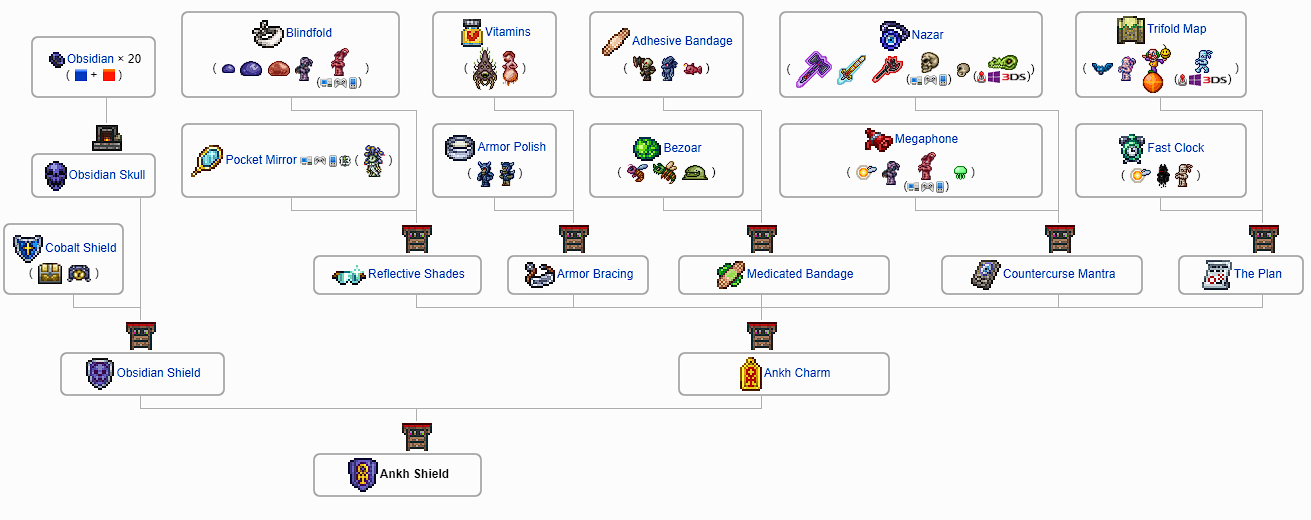 Obsidian × 20
( + )
Blindfold
( )
Vitamins
Adhesive Bandage
( )
Nazar
( 3DS )
Trifold Map
( 3DS )
Obsidian Skull
Pocket Mirror ( )
Armor Polish
( )
Bezoar
( )
Megaphone
( )
Fast Clock
( )
Cobalt Shield
( )
Reflective Shades
Armor Bracing
Medicated Bandage
Countercurse Mantra
The Plan
Obsidian Shield
Ankh Charm
Ankh Shield